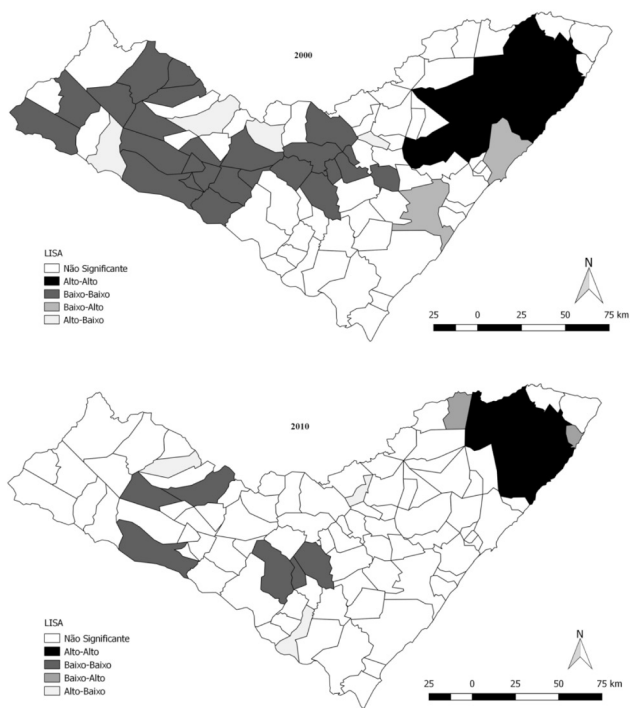 2000
LISA
Não Significante
Alto-Alto
Baixo-Baixo
Baixo-Alto
Alto-Baixo
N
25 0 25 50 75 km
2010
LISA
Não Significante
Alto-Alto
Baixo-Baixo
Baixo-Alto
Alto-Baixo
N
25 0 25 50 75 km